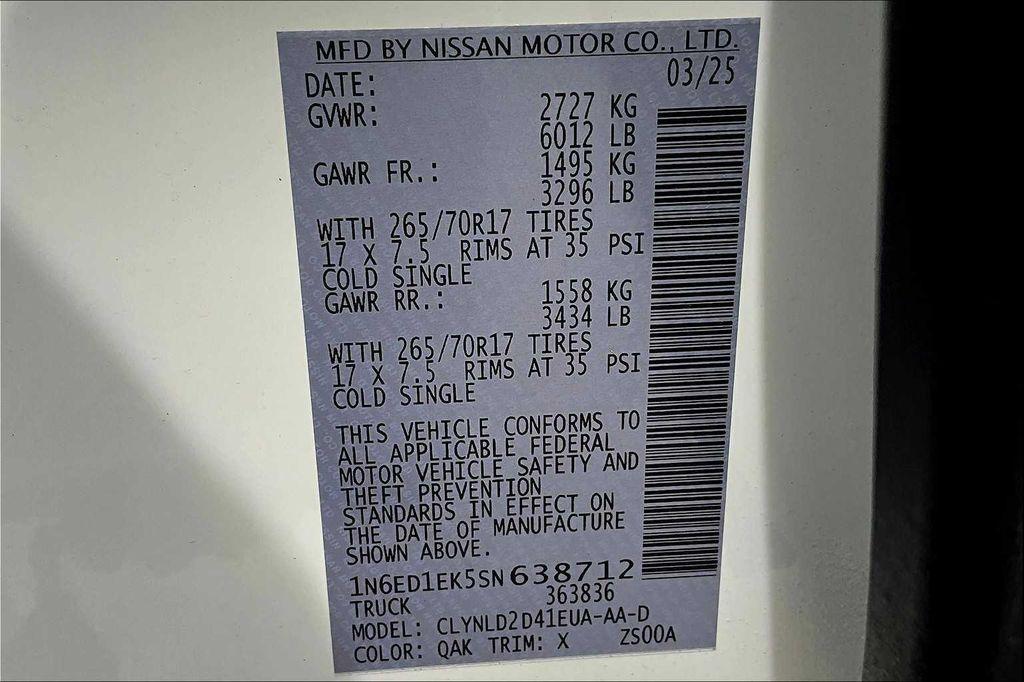 MFD BY NISSAN MOTOR CO., LTD.
DATE: 03/25
GVWR: 2727 KG
6012 LB
GAWR FR.: 1495 KG
3296 LB
WITH 265/70R17 TIRES
17 X 7.5 RIMS AT 35 PSI
COLD SINGLE
GAWR RR.: 1558 KG
3434 LB
WITH 265/70R17 TIRES
17 X 7.5 RIMS AT 35 PSI
COLD SINGLE
THIS VEHICLE CONFORMS TO
ALL APPLICABLE FEDERAL
MOTOR VEHICLE SAFETY AND
THEFT PREVENTION
STANDARDS IN EFFECT ON
THE DATE OF MANUFACTURE
SHOWN ABOVE.
1N6ED1EK5SN638712
TRUCK 363836
MODEL: CLYNLD2D41EUA-AA-D
COLOR: QAK TRIM: X ZS00A